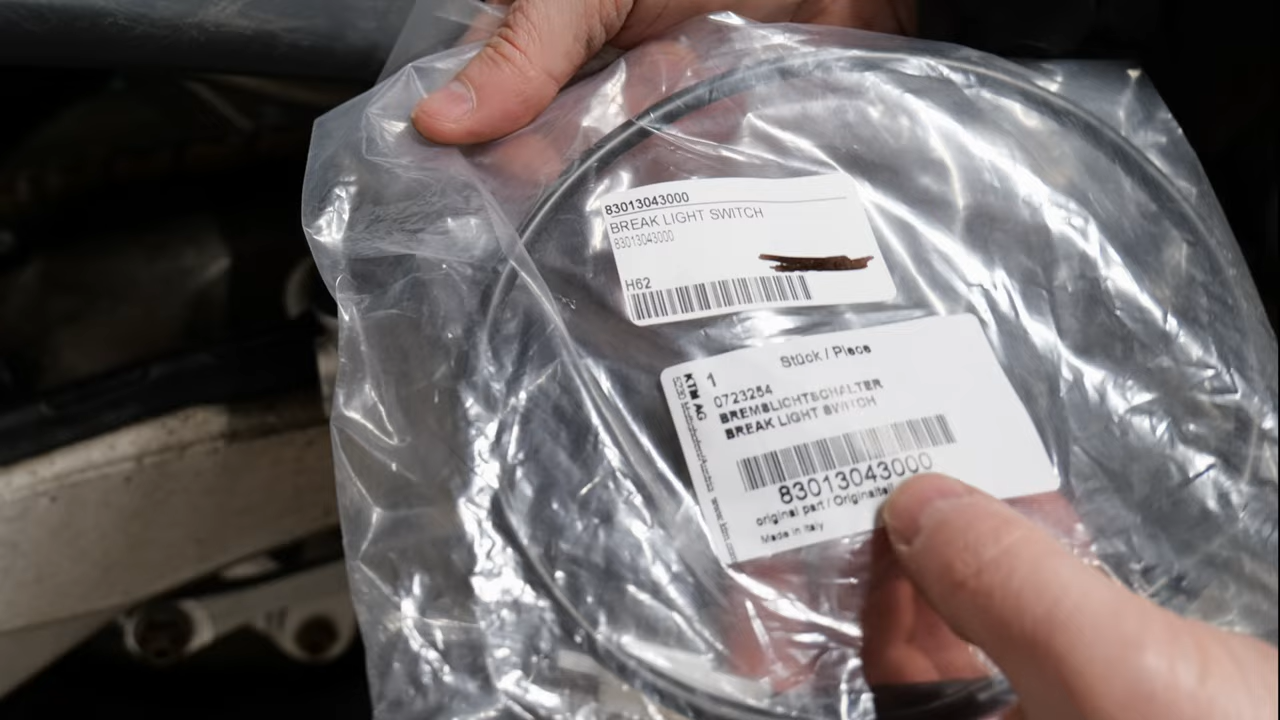 83013043000
BREAK LIGHT SWITCH
83013043000
H62
Stück / Piece
1
0723254
BREMSLICHTSCHALTER
BREAK LIGHT SWITCH
83013043000
original part / Original
Made in Italy
KTM AG